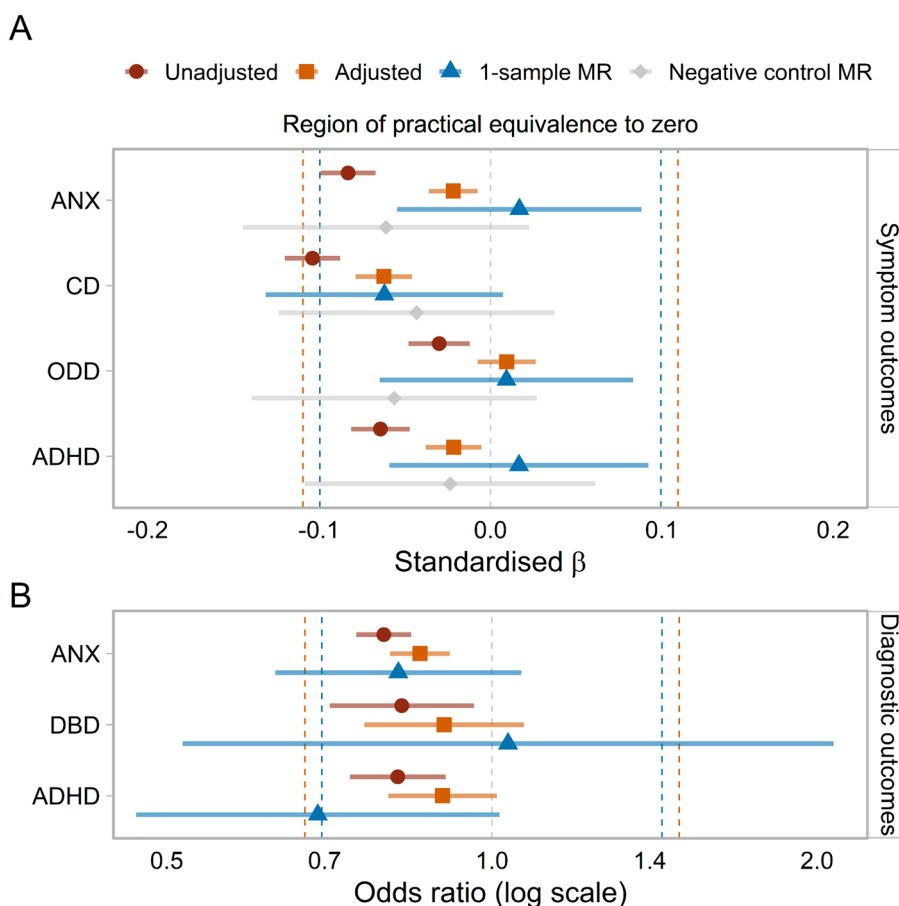 A
Unadjusted Adjusted 1-sample MR Negative control MR
Region of practical equivalence to zero
ANX
CD
ODD
ADHD
Symptom outcomes
-0.2 -0.1 0.0 0.1 0.2
Standardised β
B
ANX
DBD
ADHD
Diagnostic outcomes
0.5 0.7 1.0 1.4 2.0
Odds ratio (log scale)